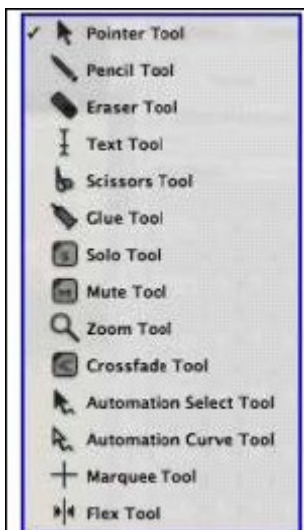 Pointer Tool
Pencil Tool
Eraser Tool
Text Tool
Scissors Tool
Glue Tool
Solo Tool
Mute Tool
Zoom Tool
Crossfade Tool
Automation Select Tool
Automation Curve Tool
Marquee Tool
Flex Tool